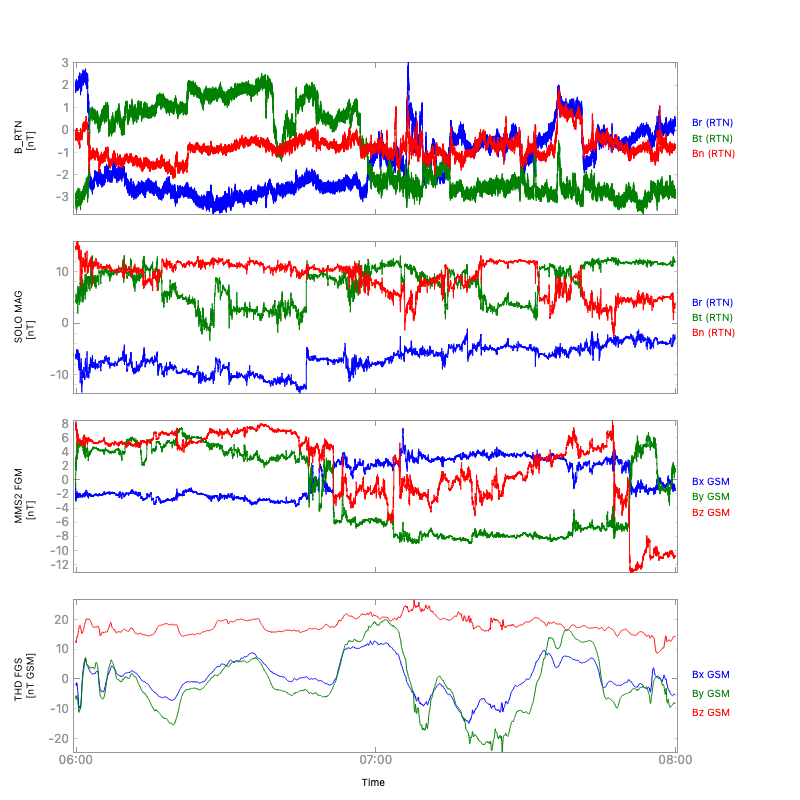 B_RTN
[nT]
3
2
1
0
-1
-2
-3
Br (RTN)
Bt (RTN)
Bn (RTN)
SOLO MAG
[nT]
10
0
-10
Br (RTN)
Bt (RTN)
Bn (RTN)
MMS2 FGM
[nT]
8
6
4
2
0
-2
-4
-6
-8
-10
-12
Bx GSM
By GSM
Bz GSM
THD FGS
[nT GSM]
20
10
0
-10
-20
Bx GSM
By GSM
Bz GSM
06:00
07:00
08:00
Time